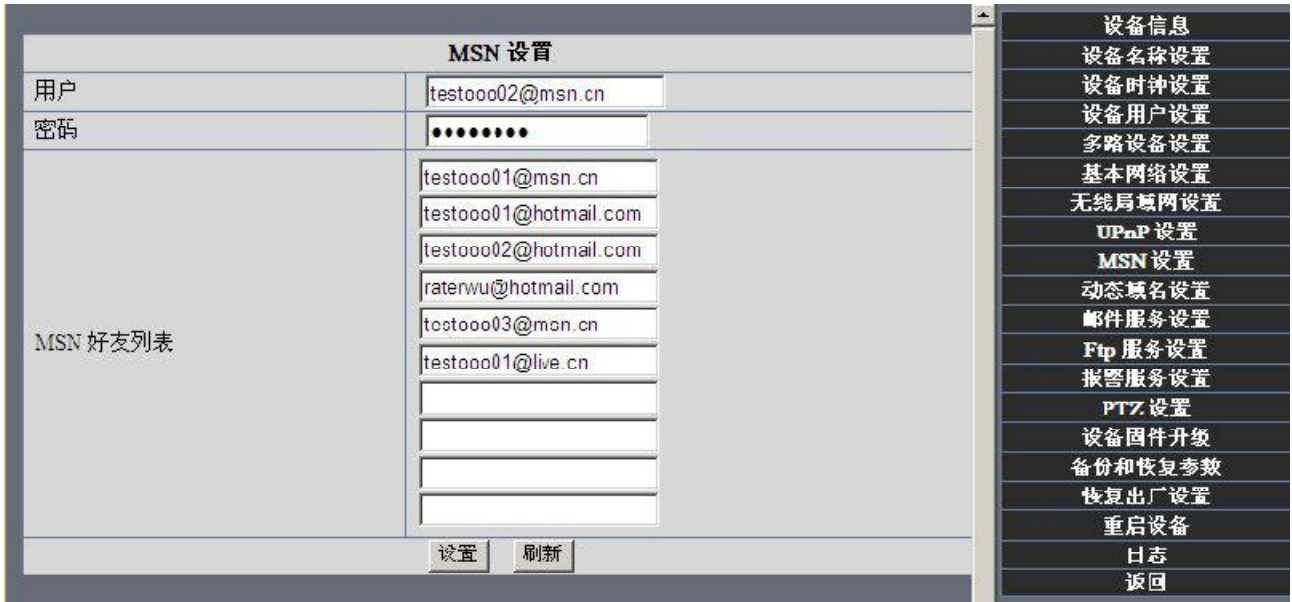 MSN 设置
用户
testooo02@msn.cn
密码
••••••••
MSN 好友列表
testooo01@msn.cn
testooo01@hotmail.com
testooo02@hotmail.com
raterwu@hotmail.com
testooo03@msn.cn
testooo01@live.cn
设置
刷新
设备信息
设备名称设置
设备时钟设置
设备用户设置
多路设备设置
基本网络设置
无线局域网设置
UPnP 设置
MSN 设置
动态域名设置
邮件服务设置
Ftp 服务设置
报警服务设置
PTZ 设置
设备固件升级
备份和恢复参数
恢复出厂设置
重启设备
日志
返回